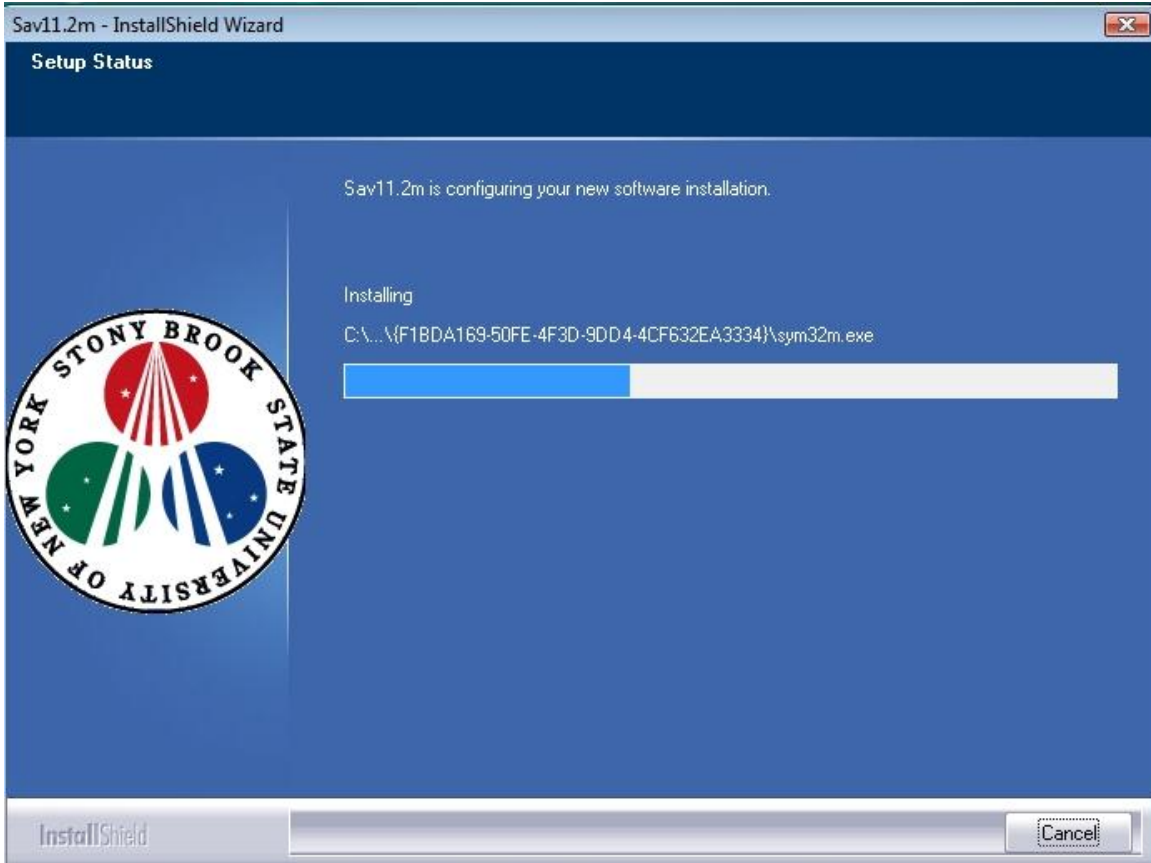 Sav11.2m - InstallShield Wizard
Setup Status
Sav11.2m is configuring your new software installation.
Installing
C:\...\{F1BDA169-50FE-4F3D-9DD4-4CF632EA3334}\sym32m.exe
STONY BROOK STATE UNIVERSITY OF NEW YORK
InstallShield
Cancel